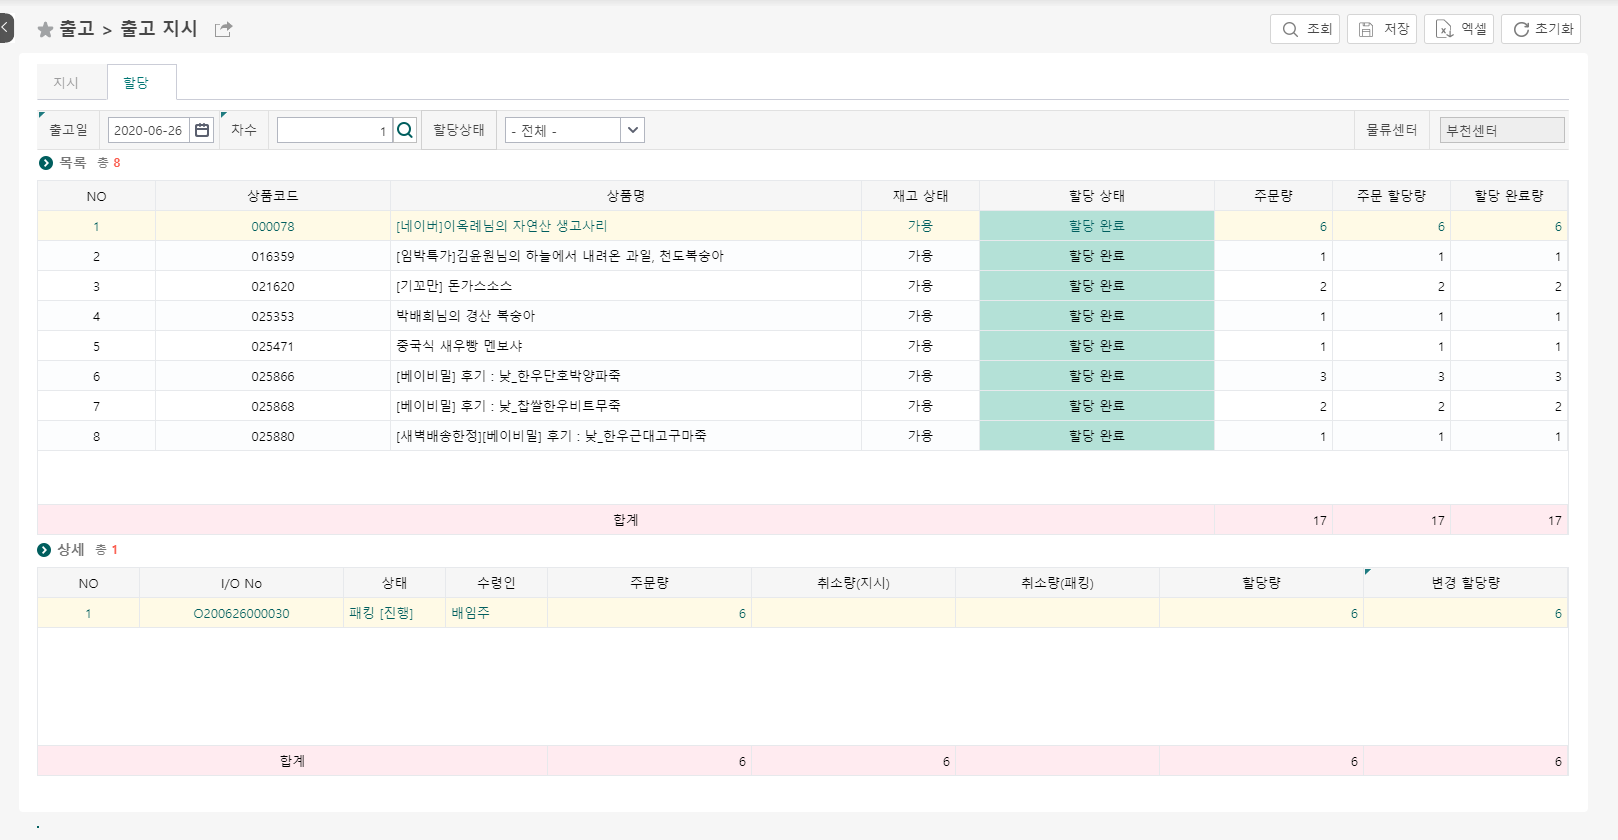 출고 > 출고 지시
조회 저장 엑셀 초기화
지시 할당
출고일 2020-06-26 차수 1 할당상태 - 전체 - 물류센터 부천센터
목록 총 8
NO 상품코드 상품명 재고 상태 할당 상태 주문량 주문 할당량 할당 완료량
1 000078 [네이버]이옥례님의 자연산 생고사리 가용 할당 완료 6 6 6
2 016359 [임박특가]김윤원님의 하늘에서 내려온 과일, 천도복숭아 가용 할당 완료 1 1 1
3 021620 [기꼬만] 돈가스소스 가용 할당 완료 2 2 2
4 025353 박배희님의 경산 복숭아 가용 할당 완료 1 1 1
5 025471 중국식 새우빵 멘보샤 가용 할당 완료 1 1 1
6 025866 [베이비밀] 후기 : 낮_한우단호박양파죽 가용 할당 완료 3 3 3
7 025868 [베이비밀] 후기 : 낮_찹쌀한우비트무죽 가용 할당 완료 2 2 2
8 025880 [새벽배송한정][베이비밀] 후기 : 낮_한우근대고구마죽 가용 할당 완료 1 1 1
합계 17 17 17
상세 총 1
NO I/O No 상태 수령인 주문량 취소량(지시) 취소량(패킹) 할당량 변경 할당량
1 O200626000030 패킹 [진행] 배임주 6 6 6
합계 6 6 6 6